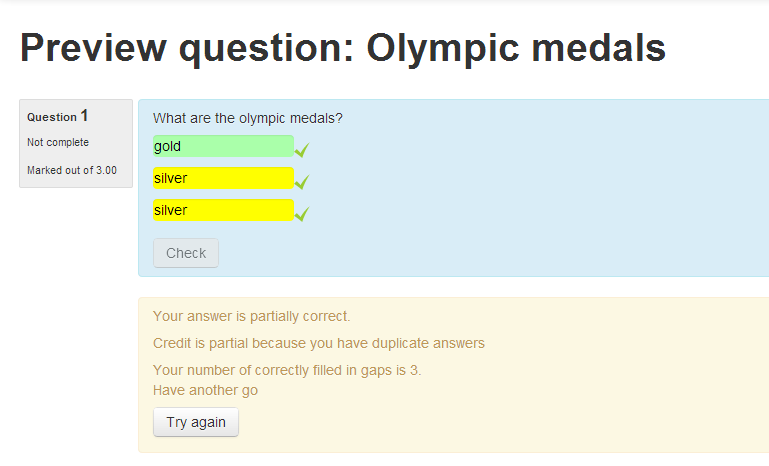 Preview question: Olympic medals
Question 1
Not complete
Marked out of 3.00
What are the olympic medals?
gold
silver
silver
Check
Your answer is partially correct.
Credit is partial because you have duplicate answers
Your number of correctly filled in gaps is 3.
Have another go
Try again